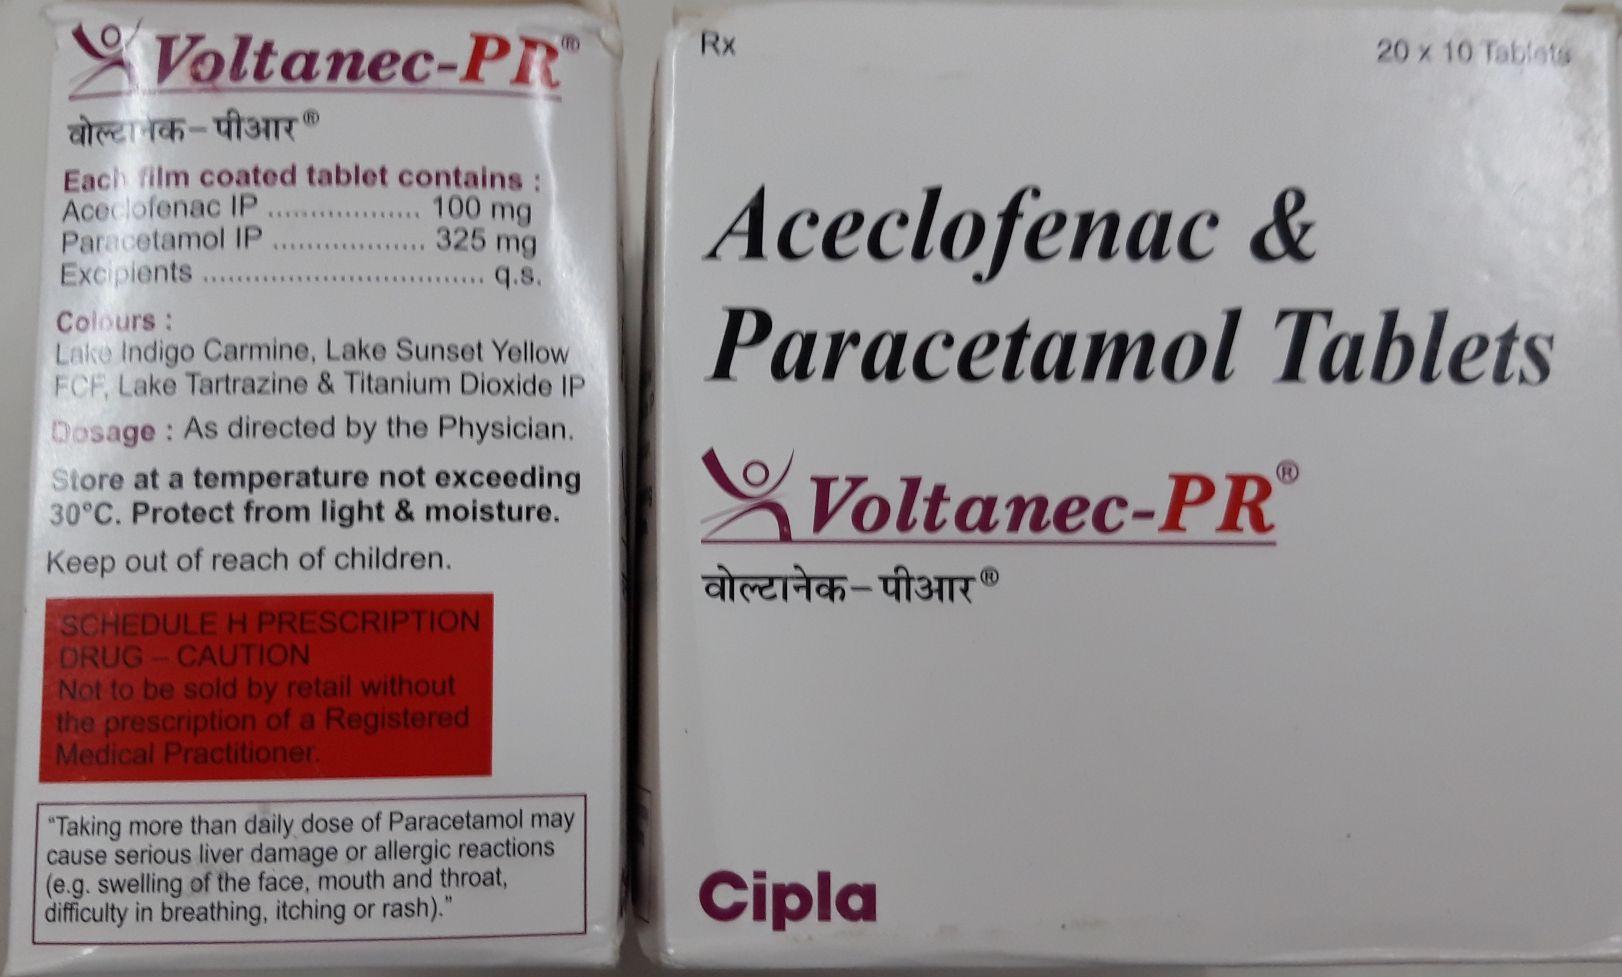 Voltanec-PR®
वोल्टानेक-पीआर®
Each film coated tablet contains :
Aceclofenac IP .................. 100 mg
Paracetamol IP .................. 325 mg
Excipients ................................. q.s.
Colours :
Lake Indigo Carmine, Lake Sunset Yellow
FCF, Lake Tartrazine & Titanium Dioxide IP
Dosage : As directed by the Physician.
Store at a temperature not exceeding
30°C. Protect from light & moisture.
Keep out of reach of children.
SCHEDULE H PRESCRIPTION
DRUG – CAUTION
Not to be sold by retail without
the prescription of a Registered
Medical Practitioner.
"Taking more than daily dose of Paracetamol may
cause serious liver damage or allergic reactions
(e.g. swelling of the face, mouth and throat,
difficulty in breathing, itching or rash)."
Rx
20 x 10 Tablets
Aceclofenac &
Paracetamol Tablets
Voltanec-PR®
वोल्टानेक-पीआर®
Cipla